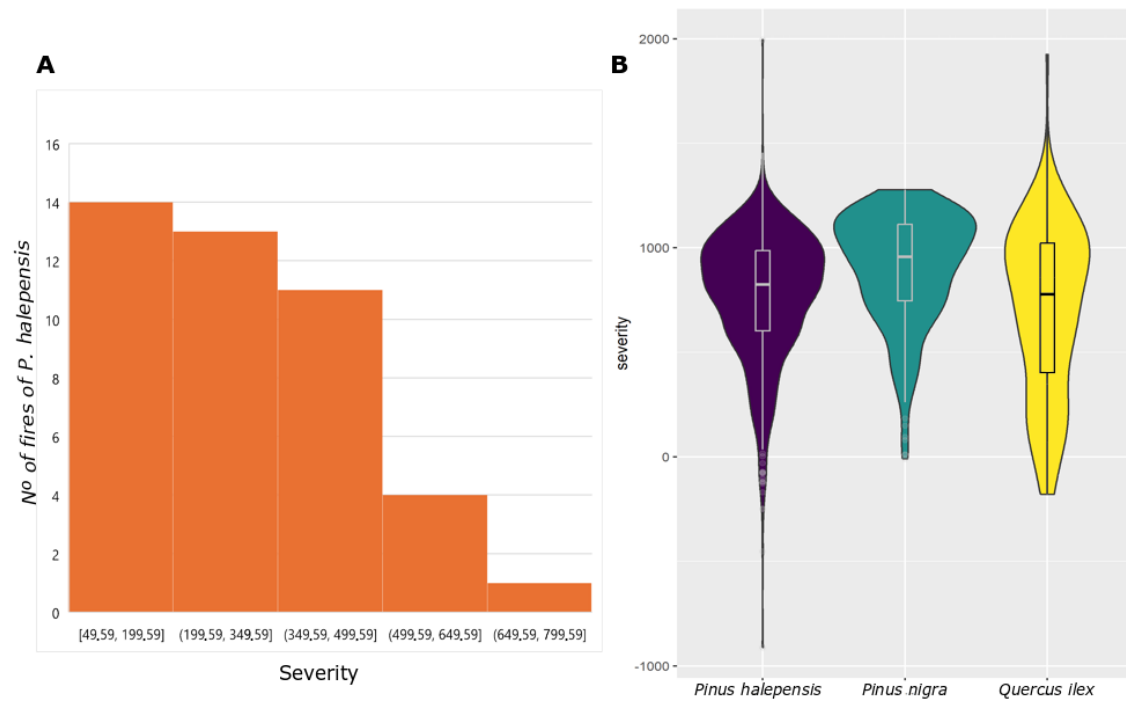 A
16
14
12
10
8
6
4
2
0
Nº of fires of P. halepensis
[49.59, 199.59] (199.59, 349.59] (349.59, 499.59] (499.59, 649.59] (649.59, 799.59]
Severity
B
2000
1000
0
-1000
severity
Pinus halepensis Pinus nigra Quercus ilex